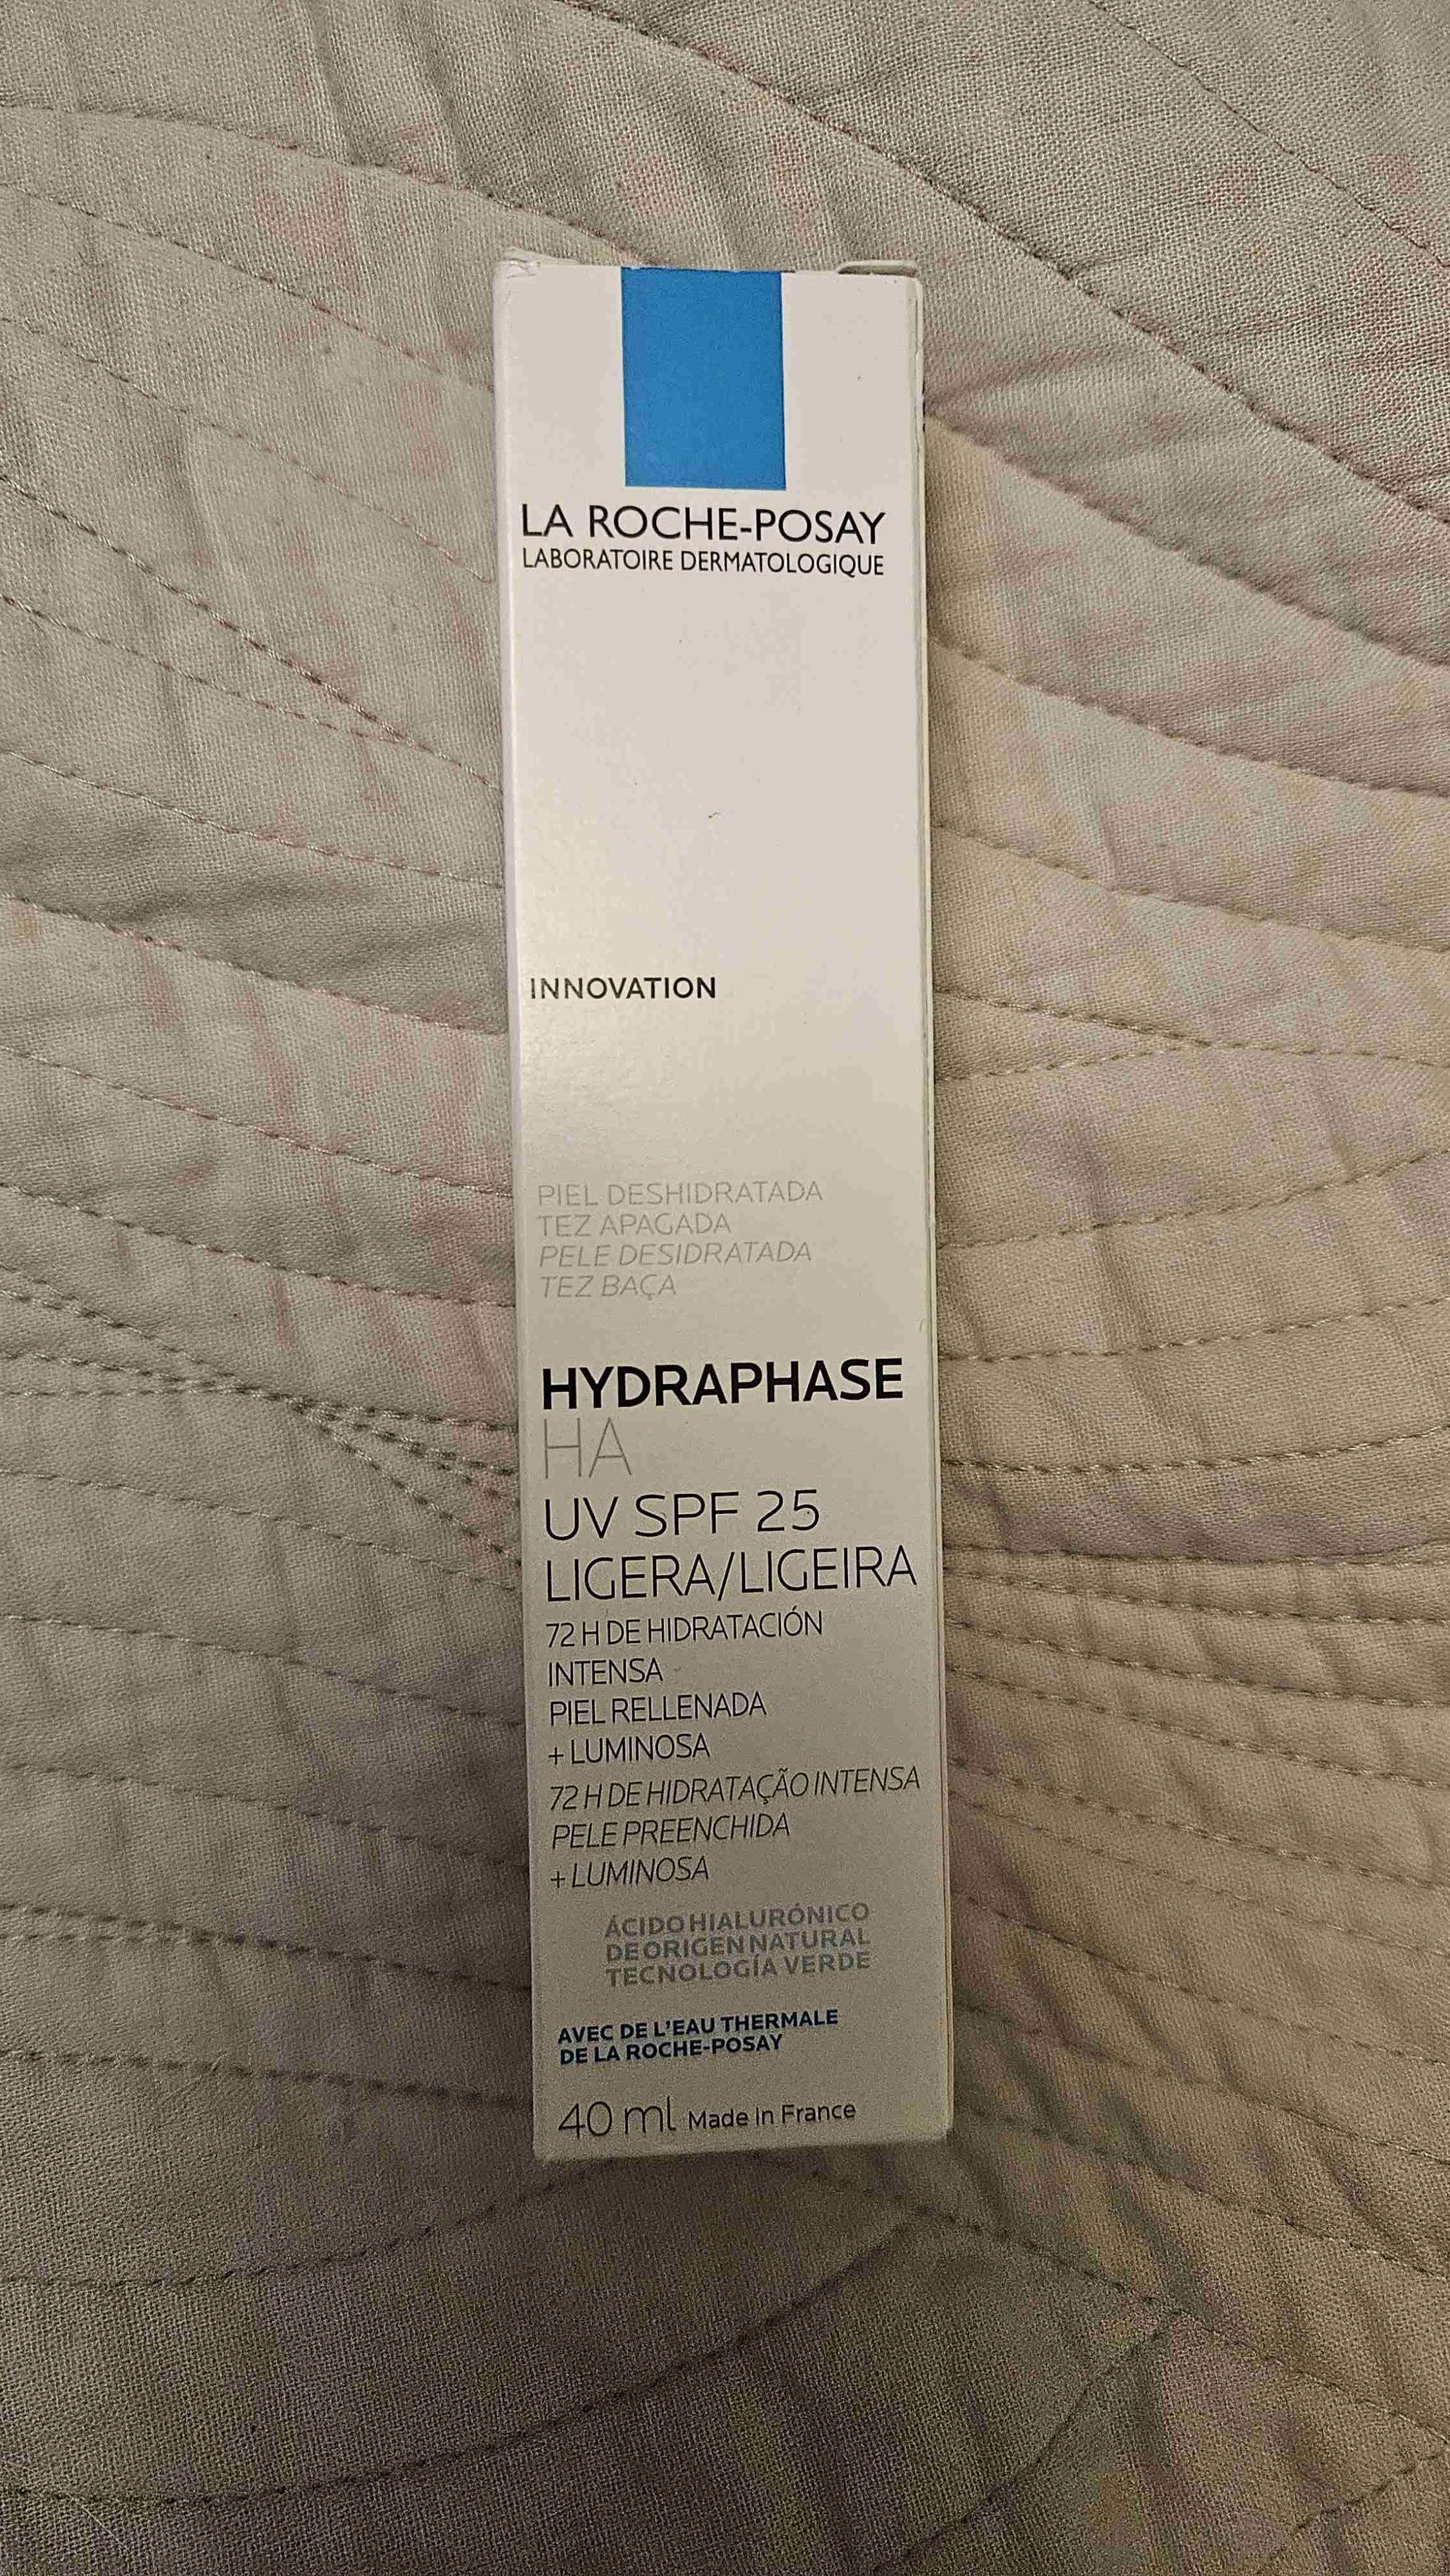 LA ROCHE-POSAY
LABORATOIRE DERMATOLOGIQUE
INNOVATION
PIEL DESHIDRATADA
TEZ APAGADA
PELE DESIDRATADA
TEZ BAÇA
HYDRAPHASE
HA
UV SPF 25
LIGERA/LIGEIRA
72 H DE HIDRATACIÓN
INTENSA
PIEL RELLENADA
+ LUMINOSA
72 H DE HIDRATAÇÃO INTENSA
PELE PREENCHIDA
+ LUMINOSA
ÁCIDO HIALURÓNICO
DE ORIGEN NATURAL
TECNOLOGÍA VERDE
AVEC DE L'EAU THERMALE
DE LA ROCHE-POSAY
40 ml Made in France